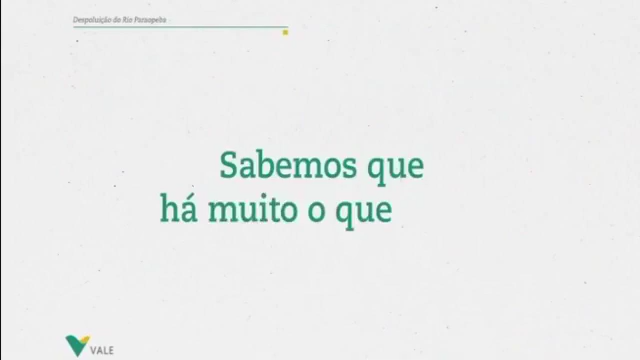 Despoluição do Rio Paraopeba
Sabemos que
há muito o que
VALE